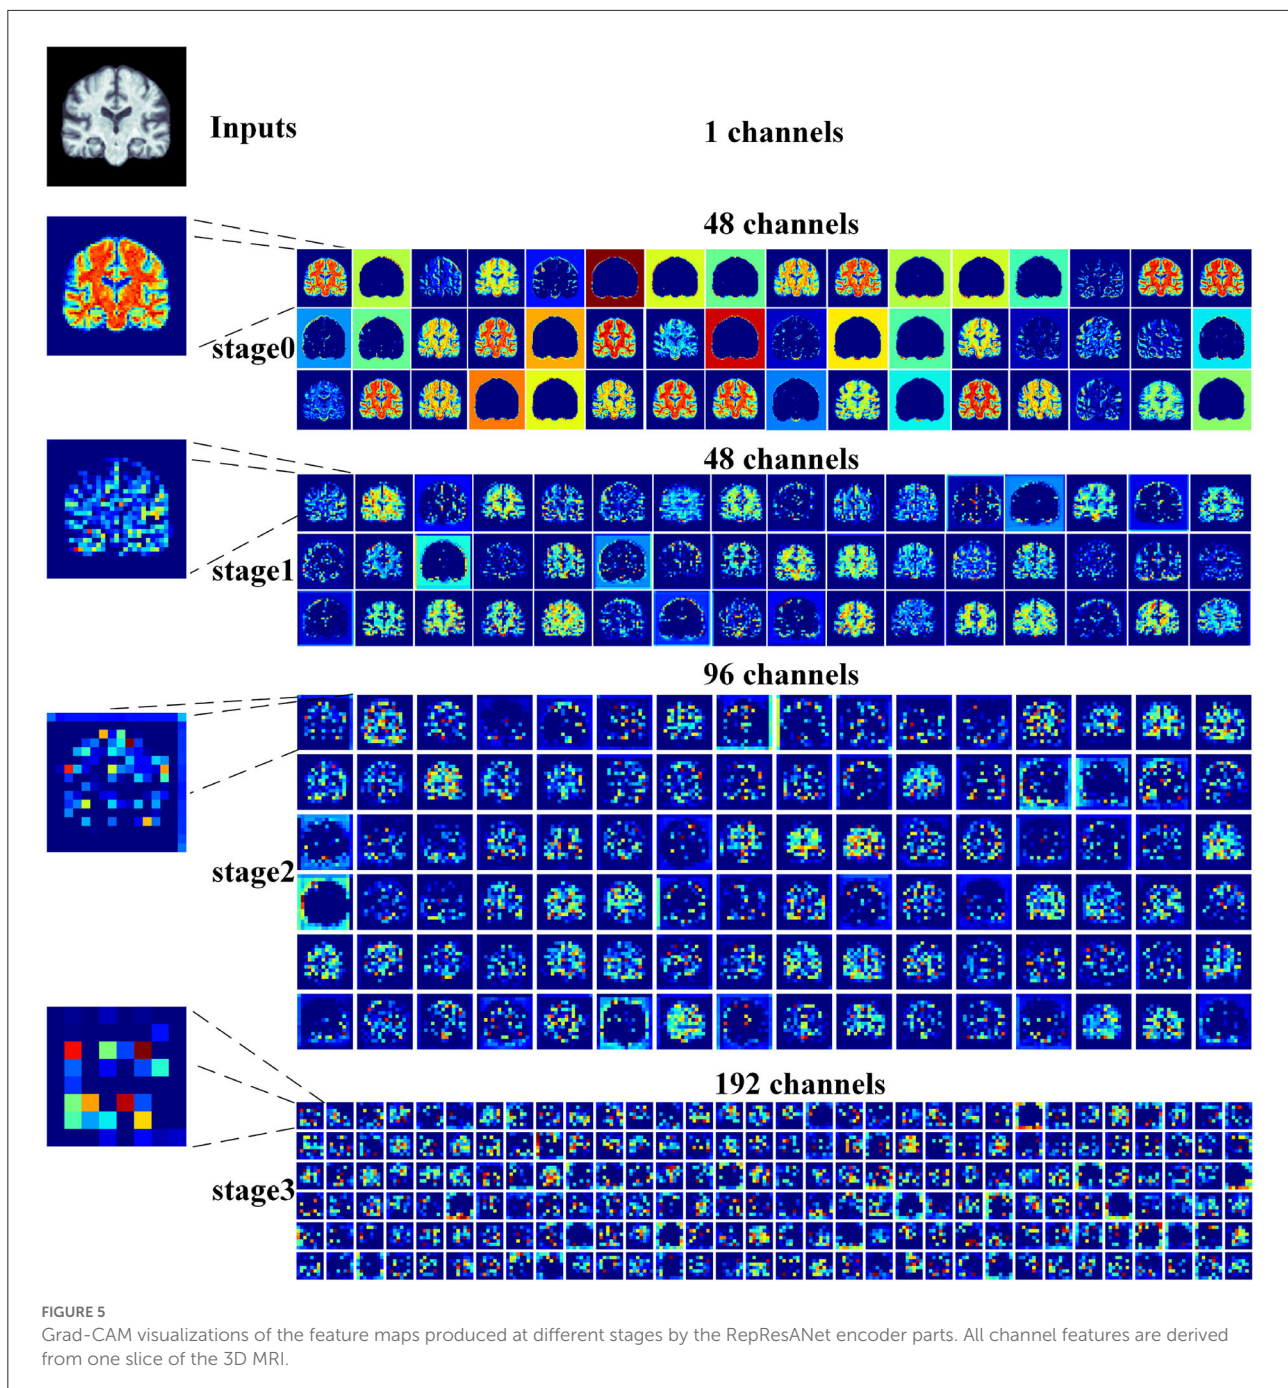 Inputs
1 channels
48 channels
stage0
48 channels
stage1
96 channels
stage2
192 channels
stage3
FIGURE 5
Grad-CAM visualizations of the feature maps produced at different stages by the RepResANet encoder parts. All channel features are derived
from one slice of the 3D MRI.